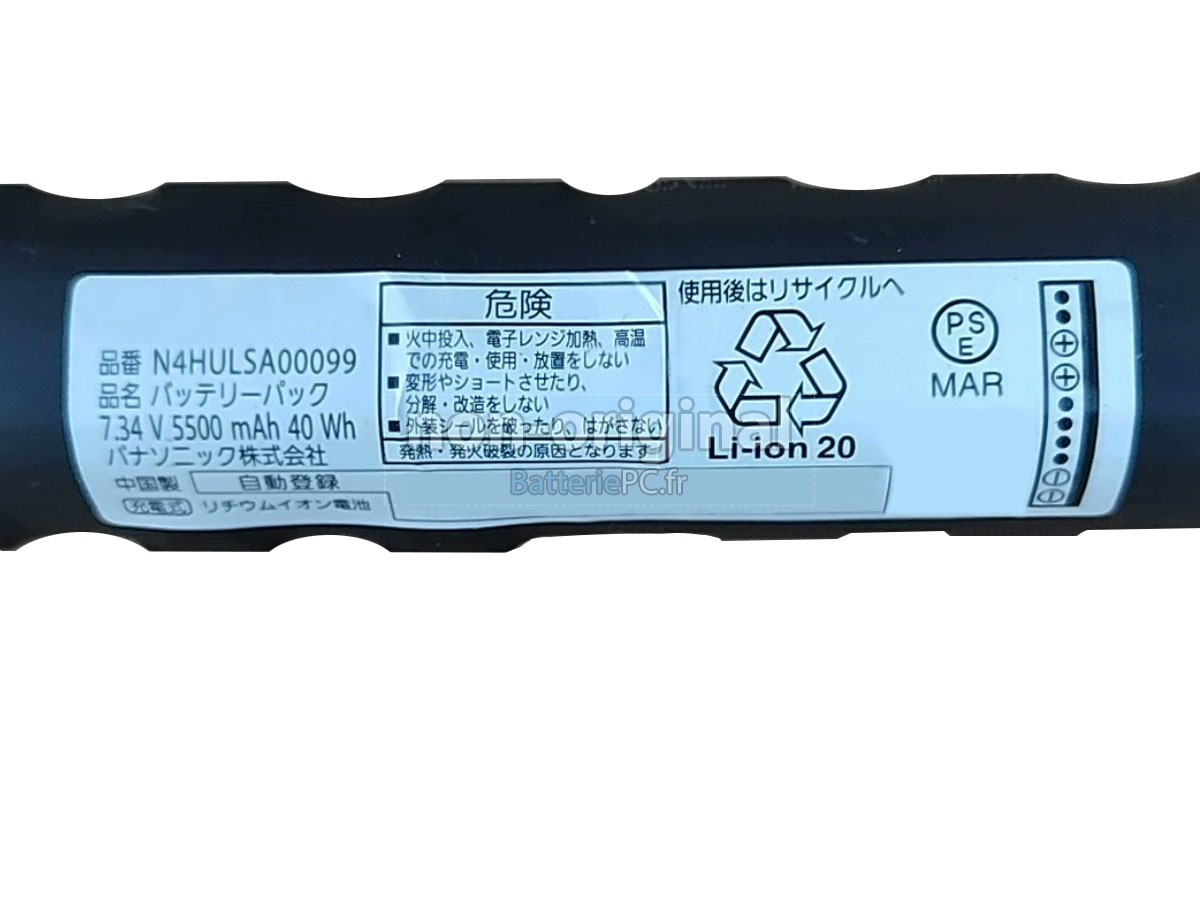 品番 N4HULSA00099
品名 バッテリーパック
7.34 V 5500 mAh 40 Wh
パナソニック株式会社
中国製 自動登録
充電式 リチウムイオン電池
危険
■火中投入、電子レンジ加熱、高温
での充電・使用・放置をしない
■変形やショートさせたり、
分解・改造をしない
■外装シールを破ったり、はがさない
発熱・発火破裂の原因となります
使用後はリサイクルへ
Li-ion 20
PS
E
MAR
⊕
⊕
⊖
⊖
non-original
BatteriePC.fr